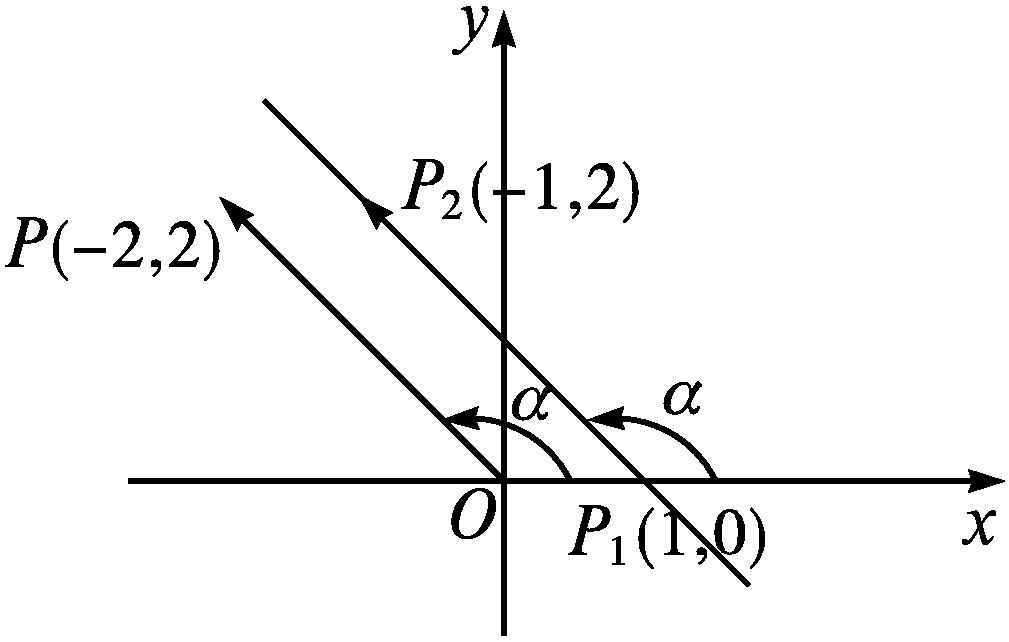 y
P₂(−1,2)
P(−2,2)
α
α
O
P₁(1,0)
x